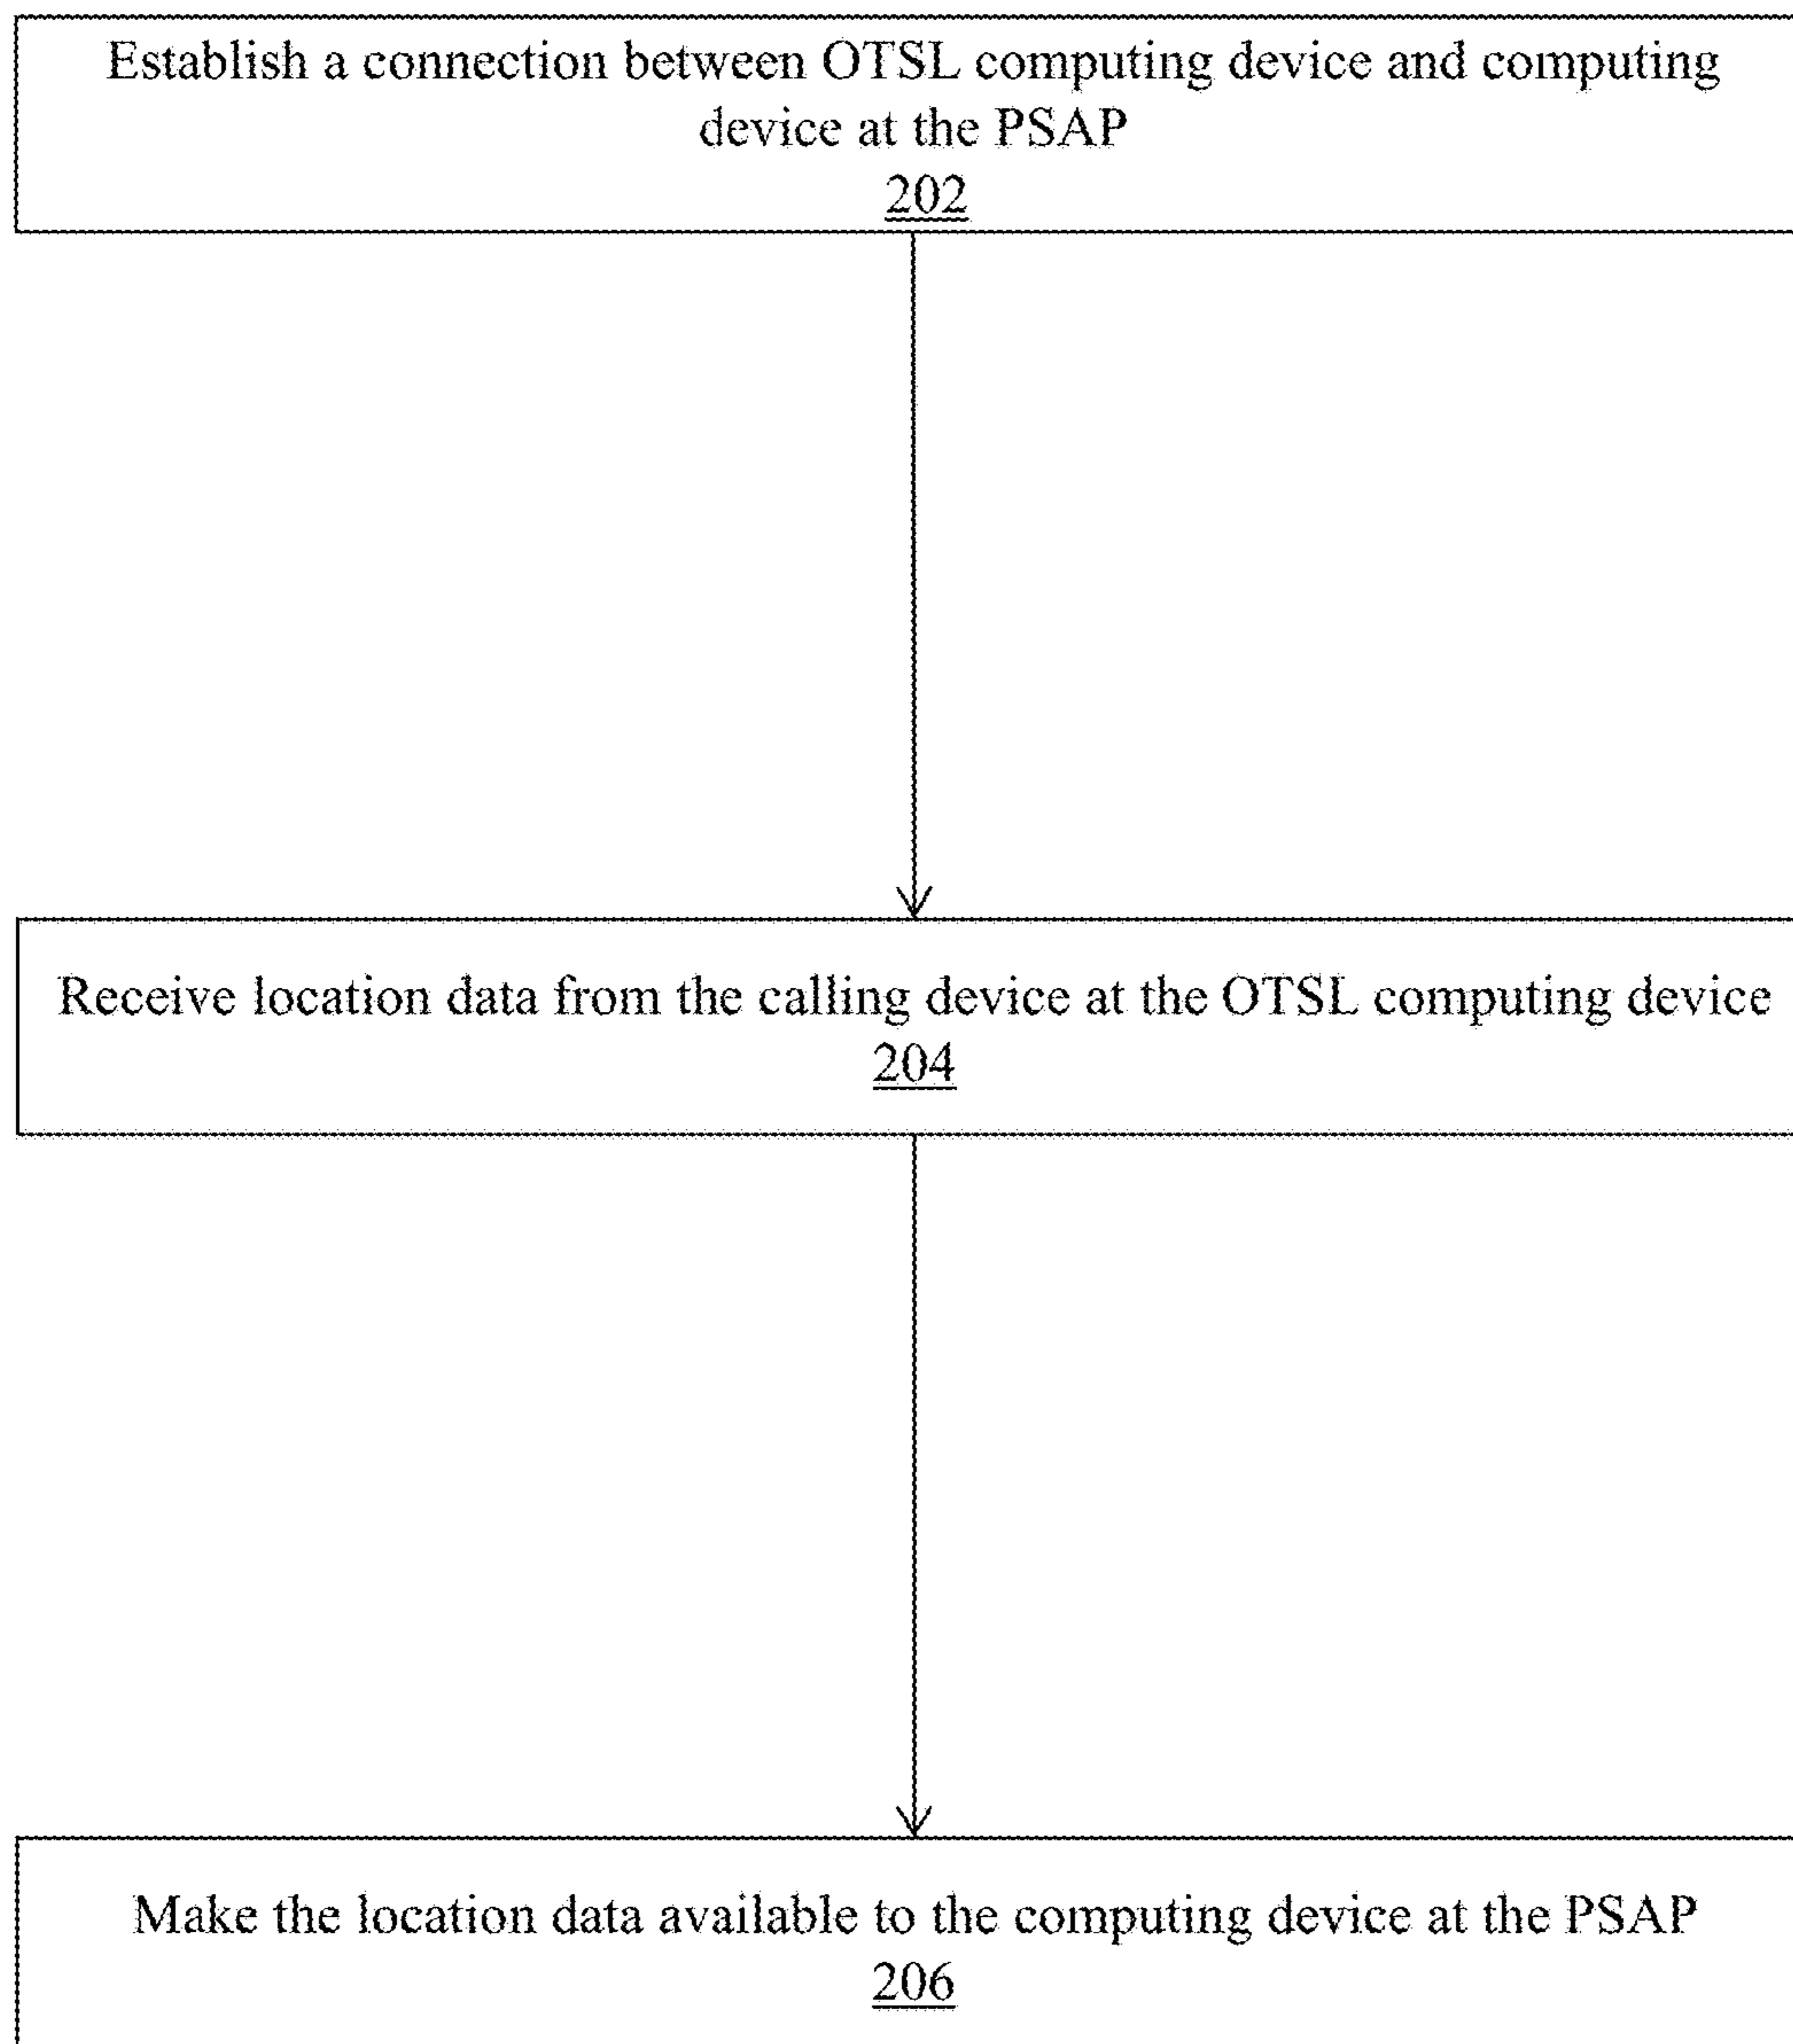 Establish a connection between OTSL computing device and computing
device at the PSAP
202
Receive location data from the calling device at the OTSL computing device
204
Make the location data available to the computing device at the PSAP
206